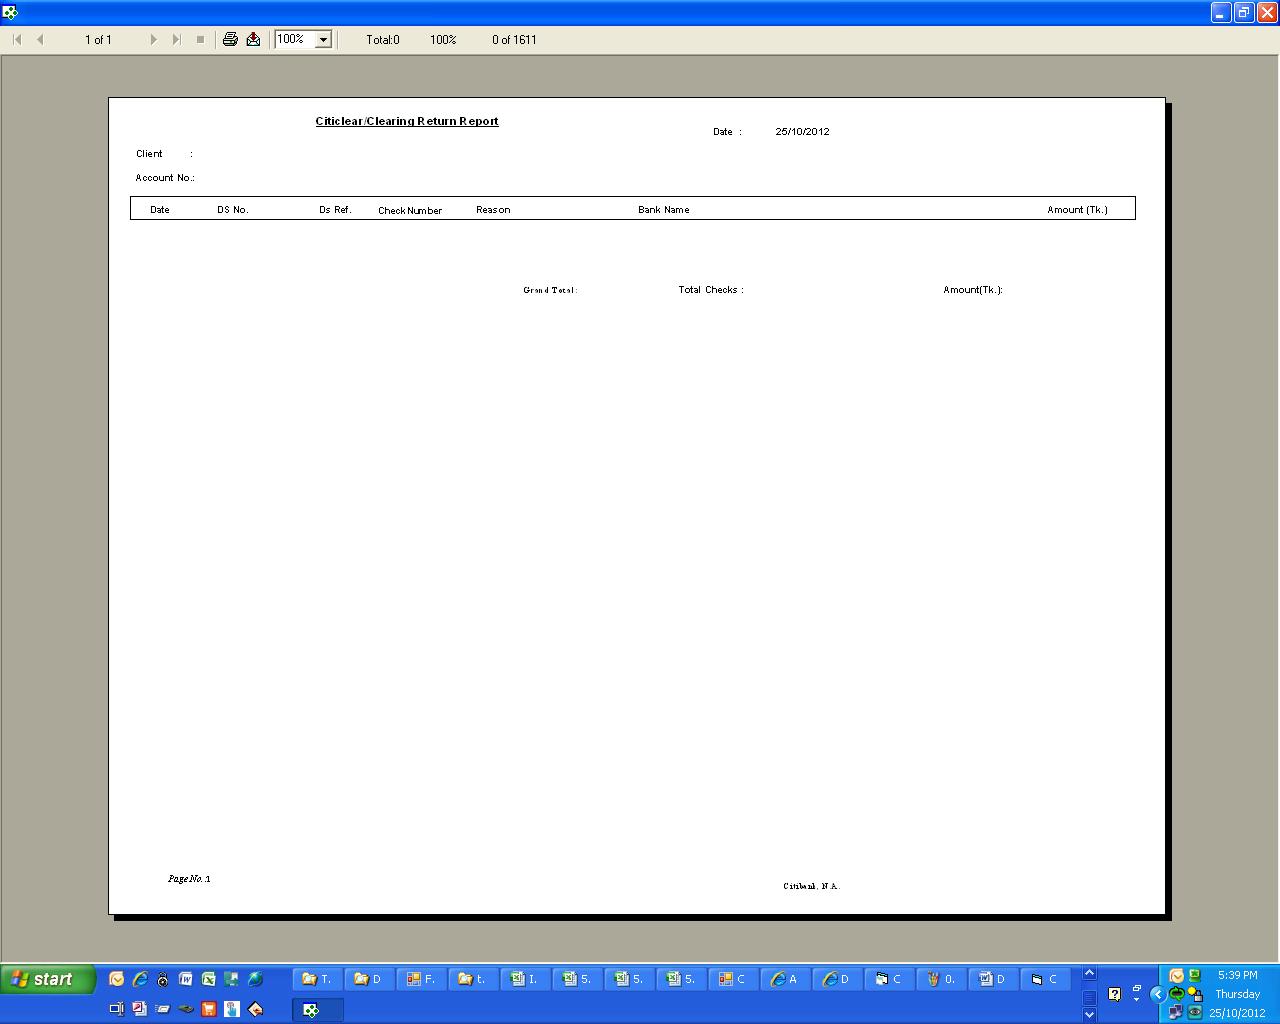 1 of 1 100% Total:0 100% 0 of 1611
Citiclear/Clearing Return Report
Date : 25/10/2012
Client :
Account No.:
Date DS No. Ds Ref. Check Number Reason Bank Name Amount (Tk.)
Grand Total: Total Checks : Amount(Tk.):
Page No. :1
Citibank, N.A.
start T. D F. t. I. 5. 5. 5. C A D C 0. D C 5:39 PM
Thursday
25/10/2012